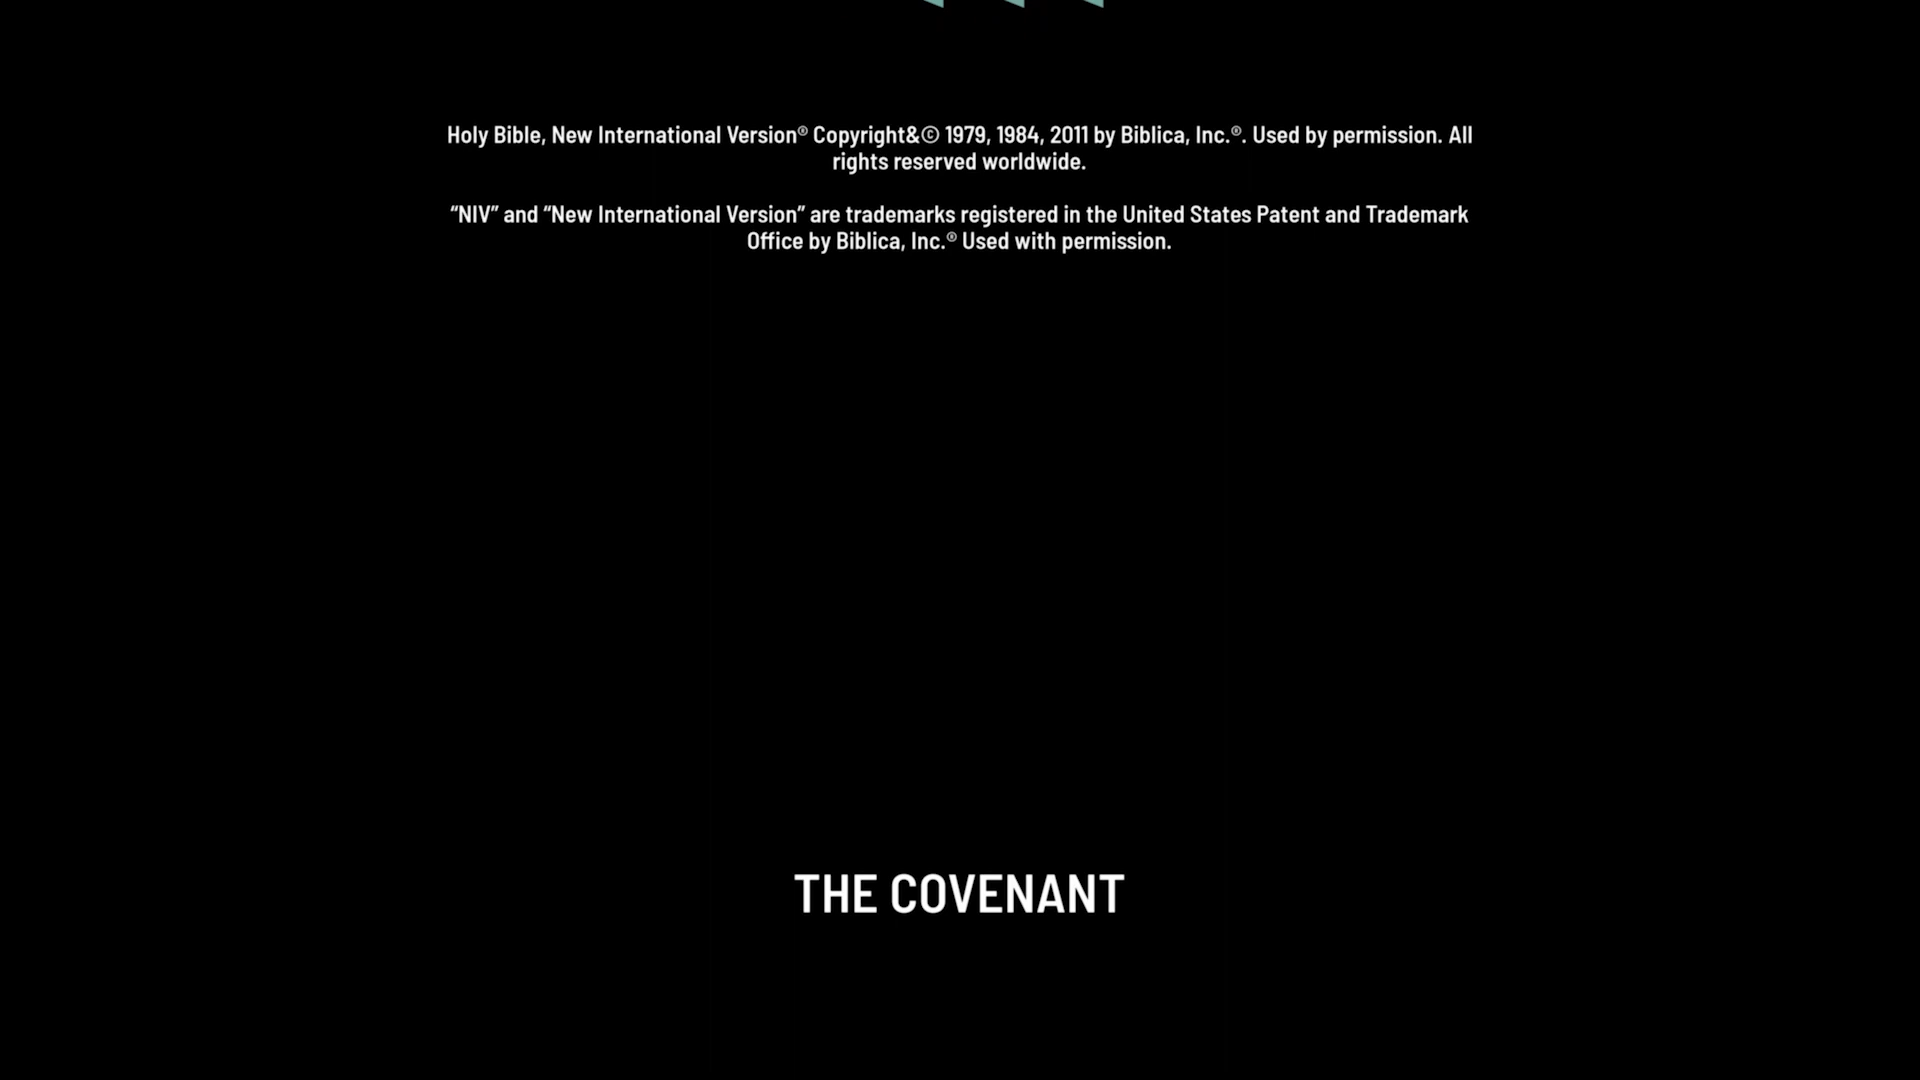 Holy Bible, New International Version® Copyright&© 1979, 1984, 2011 by Biblica, Inc.®. Used by permission. All
rights reserved worldwide.
“NIV” and “New International Version” are trademarks registered in the United States Patent and Trademark
Office by Biblica, Inc.® Used with permission.
THE COVENANT